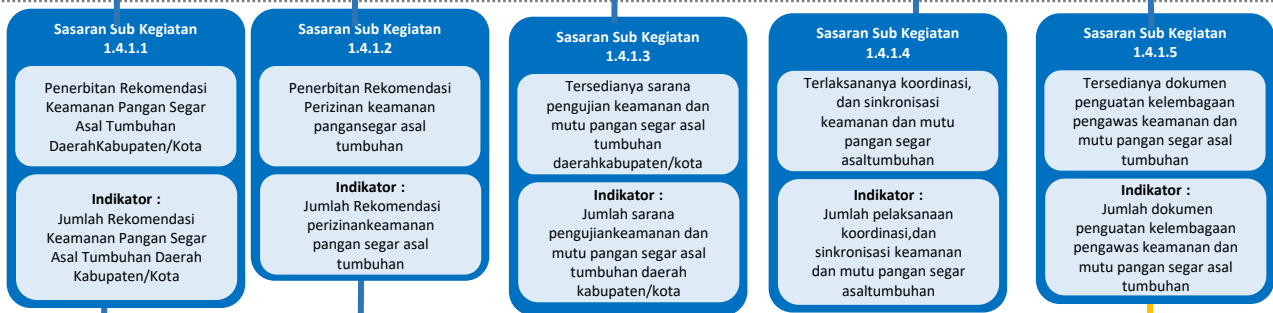 Sasaran Sub Kegiatan
1.4.1.1
Penerbitan Rekomendasi
Keamanan Pangan Segar
Asal Tumbuhan
DaerahKabupaten/Kota
Indikator :
Jumlah Rekomendasi
Keamanan Pangan Segar
Asal Tumbuhan Daerah
Kabupaten/Kota
Sasaran Sub Kegiatan
1.4.1.2
Penerbitan Rekomendasi
Perizinan keamanan
pangansegar asal
tumbuhan
Indikator :
Jumlah Rekomendasi
perizinankeamanan
pangan segar asal
tumbuhan
Sasaran Sub Kegiatan
1.4.1.3
Tersedianya sarana
pengujian keamanan dan
mutu pangan segar asal
tumbuhan
daerahkabupaten/kota
Indikator :
Jumlah sarana
pengujiankeamanan dan
mutu pangan segar asal
tumbuhan daerah
kabupaten/kota
Sasaran Sub Kegiatan
1.4.1.4
Terlaksananya koordinasi,
dan sinkronisasi
keamanan dan mutu
pangan segar
asaltumbuhan
Indikator :
Jumlah pelaksanaan
koordinasi,dan
sinkronisasi keamanan
dan mutu pangan segar
asaltumbuhan
Sasaran Sub Kegiatan
1.4.1.5
Tersedianya dokumen
penguatan kelembagaan
pengawas keamanan dan
mutu pangan segar asal
tumbuhan
Indikator :
Jumlah dokumen
penguatan kelembagaan
pengawas keamanan dan
mutu pangan segar asal
tumbuhan